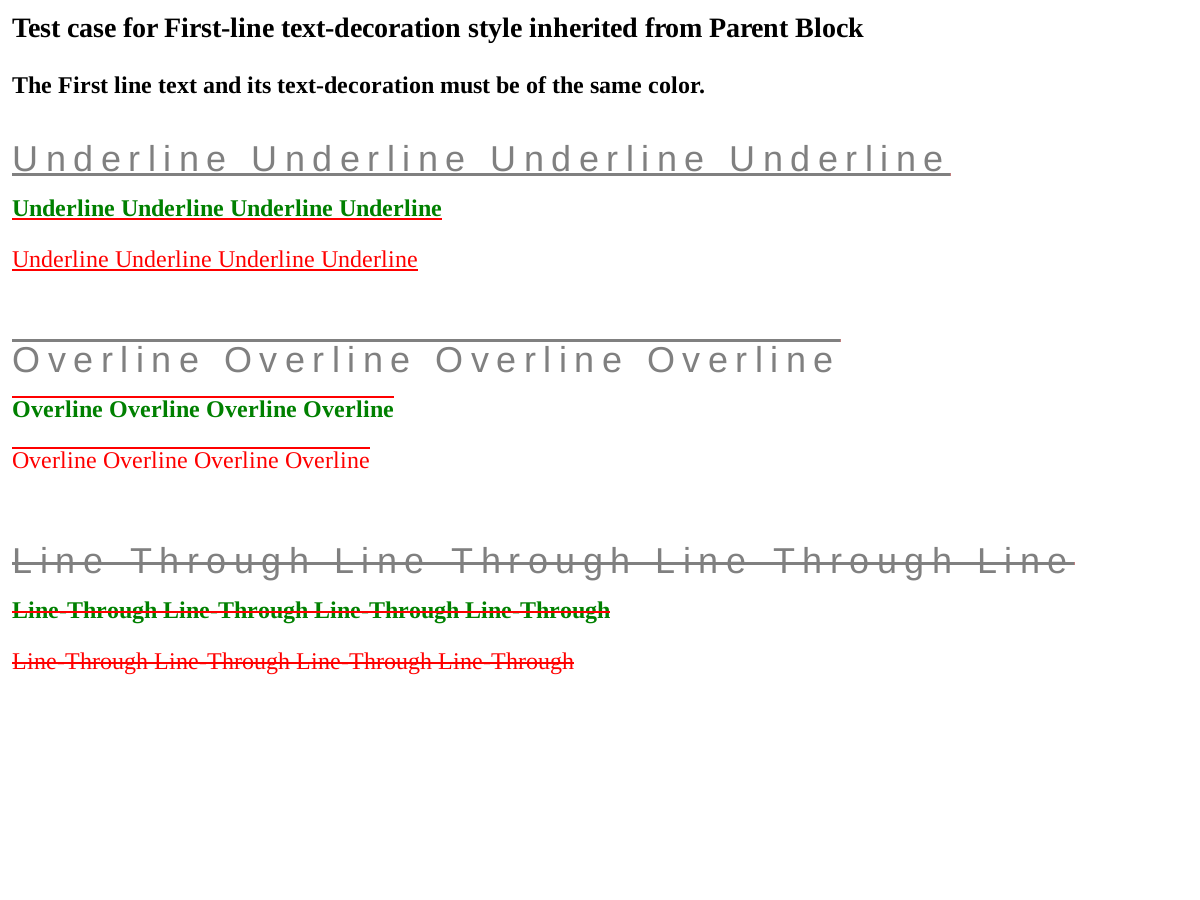 Test case for First-line text-decoration style inherited from Parent Block
The First line text and its text-decoration must be of the same color.
Underline Underline Underline Underline
Underline Underline Underline Underline
Underline Underline Underline Underline
Overline Overline Overline Overline
Overline Overline Overline Overline
Overline Overline Overline Overline
Line Through Line Through Line Through Line
Line-Through Line-Through Line-Through Line-Through
Line-Through Line-Through Line-Through Line-Through